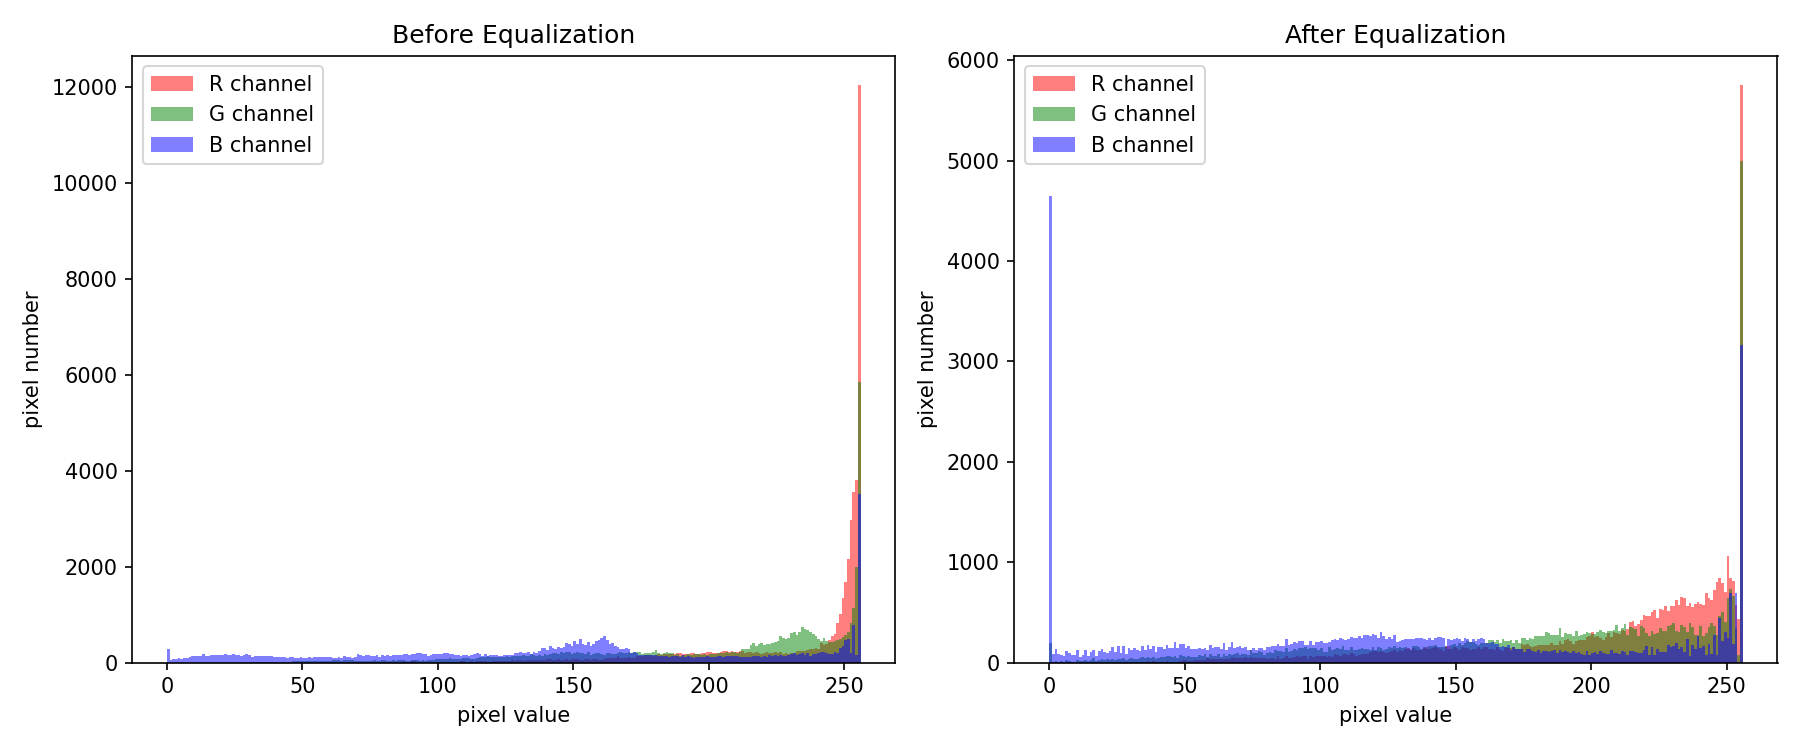 Before Equalization
R channel
G channel
B channel
12000
10000
8000
6000
4000
2000
0
pixel number
0 50 100 150 200 250
pixel value
After Equalization
R channel
G channel
B channel
6000
5000
4000
3000
2000
1000
0
pixel number
0 50 100 150 200 250
pixel value